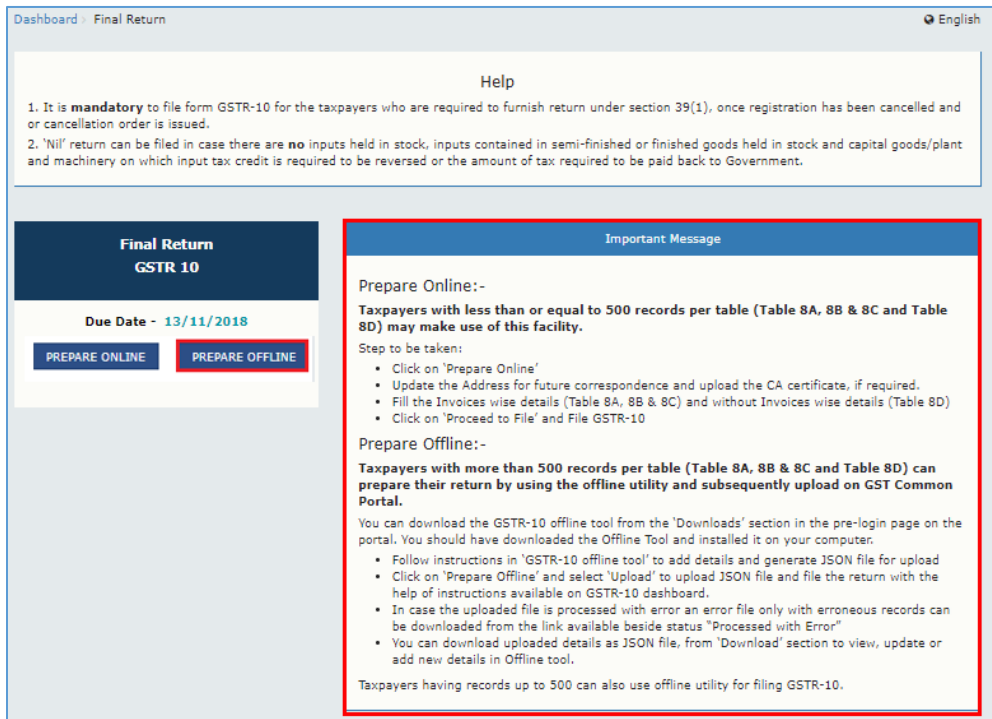 Dashboard › Final Return
English
Help
1. It is mandatory to file form GSTR-10 for the taxpayers who are required to furnish return under section 39(1), once registration has been cancelled and
or cancellation order is issued.
2. 'Nil' return can be filed in case there are no inputs held in stock, inputs contained in semi-finished or finished goods held in stock and capital goods/plant
and machinery on which input tax credit is required to be reversed or the amount of tax required to be paid back to Government.
Final Return
GSTR 10
Due Date - 13/11/2018
PREPARE ONLINE
PREPARE OFFLINE
Important Message
Prepare Online:-
Taxpayers with less than or equal to 500 records per table (Table 8A, 8B & 8C and Table
8D) may make use of this facility.
Step to be taken:
• Click on 'Prepare Online'
• Update the Address for future correspondence and upload the CA certificate, if required.
• Fill the Invoices wise details (Table 8A, 8B & 8C) and without Invoices wise details (Table 8D)
• Click on 'Proceed to File' and File GSTR-10
Prepare Offline:-
Taxpayers with more than 500 records per table (Table 8A, 8B & 8C and Table 8D) can
prepare their return by using the offline utility and subsequently upload on GST Common
Portal.
You can download the GSTR-10 offline tool from the 'Downloads' section in the pre-login page on the
portal. You should have downloaded the Offline Tool and installed it on your computer.
• Follow instructions in 'GSTR-10 offline tool' to add details and generate JSON file for upload
• Click on 'Prepare Offline' and select 'Upload' to upload JSON file and file the return with the
help of instructions available on GSTR-10 dashboard.
• In case the uploaded file is processed with error an error file only with erroneous records can
be downloaded from the link available beside status "Processed with Error"
• You can download uploaded details as JSON file, from 'Download' section to view, update or
add new details in Offline tool.
Taxpayers having records up to 500 can also use offline utility for filing GSTR-10.